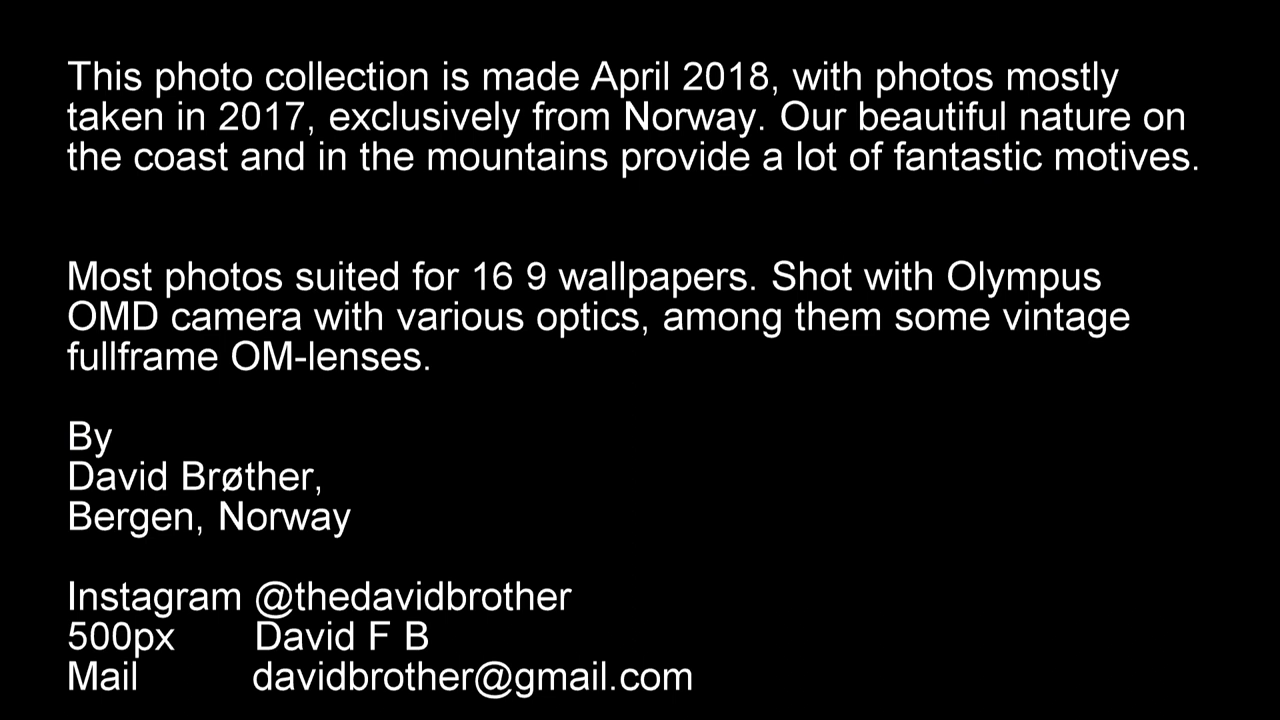 This photo collection is made April 2018, with photos mostly
taken in 2017, exclusively from Norway. Our beautiful nature on
the coast and in the mountains provide a lot of fantastic motives.
Most photos suited for 16 9 wallpapers. Shot with Olympus
OMD camera with various optics, among them some vintage
fullframe OM-lenses.
By
David Brøther,
Bergen, Norway
Instagram @thedavidbrother
500px David F B
Mail davidbrother@gmail.com